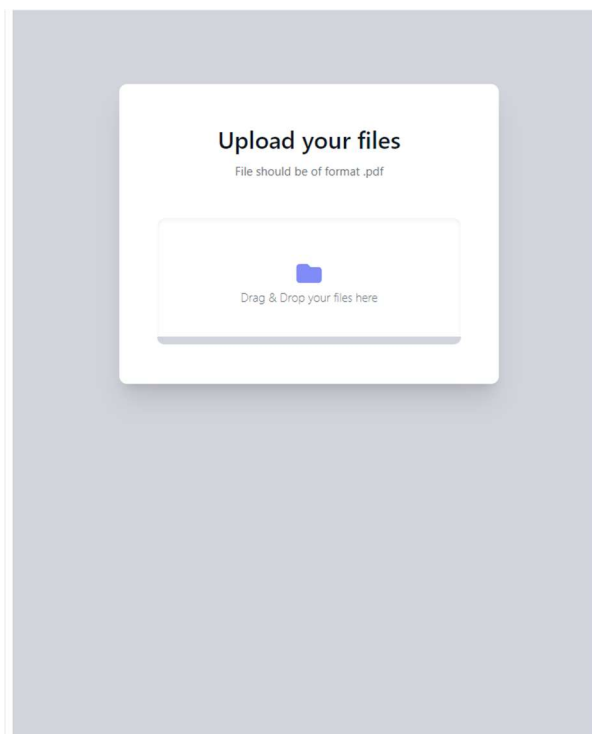 Upload your files
File should be of format .pdf
Drag & Drop your files here